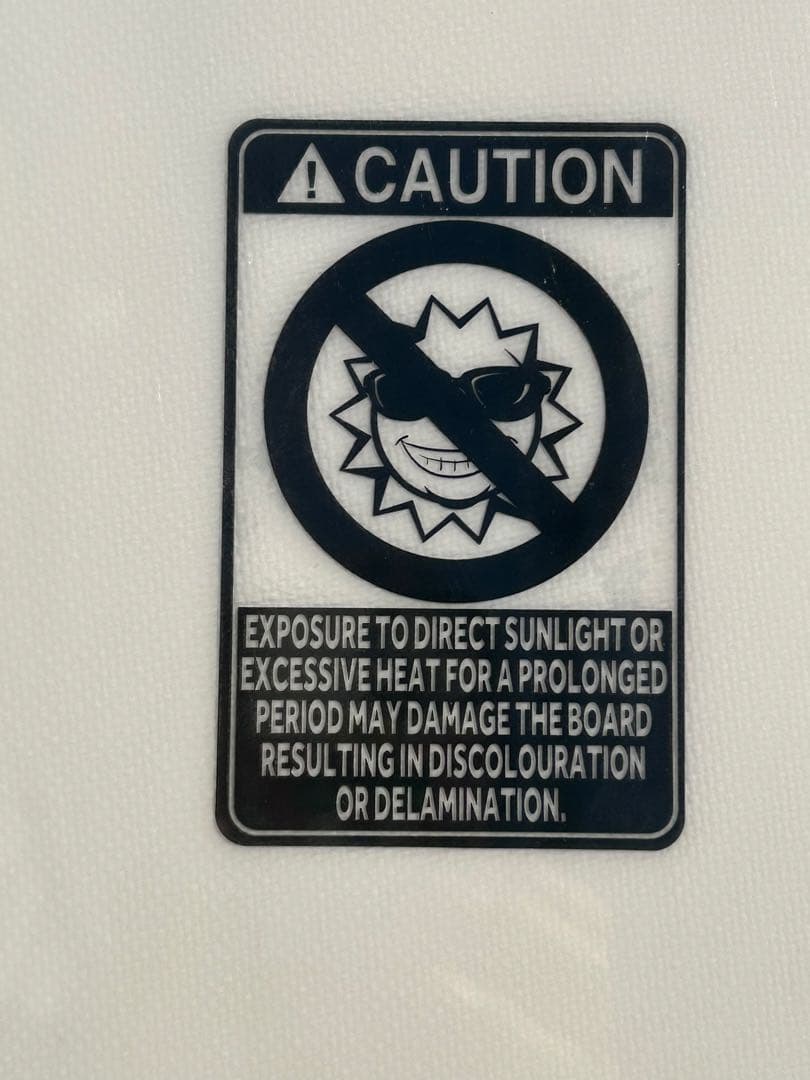 ! CAUTION
EXPOSURE TO DIRECT SUNLIGHT OR
EXCESSIVE HEAT FOR A PROLONGED
PERIOD MAY DAMAGE THE BOARD
RESULTING IN DISCOLOURATION
OR DELAMINATION.